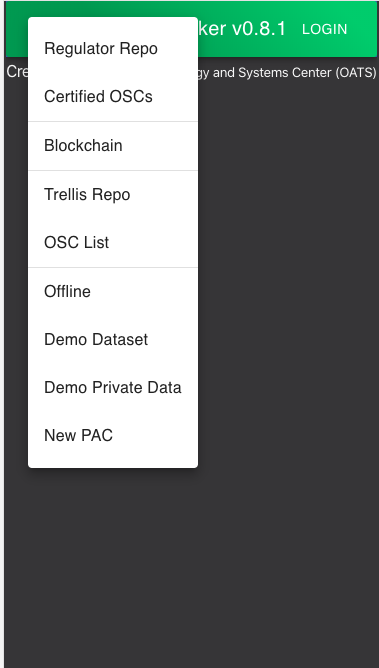 ker v0.8.1 LOGIN
Cre gy and Systems Center (OATS)
Regulator Repo
Certified OSCs
Blockchain
Trellis Repo
OSC List
Offline
Demo Dataset
Demo Private Data
New PAC